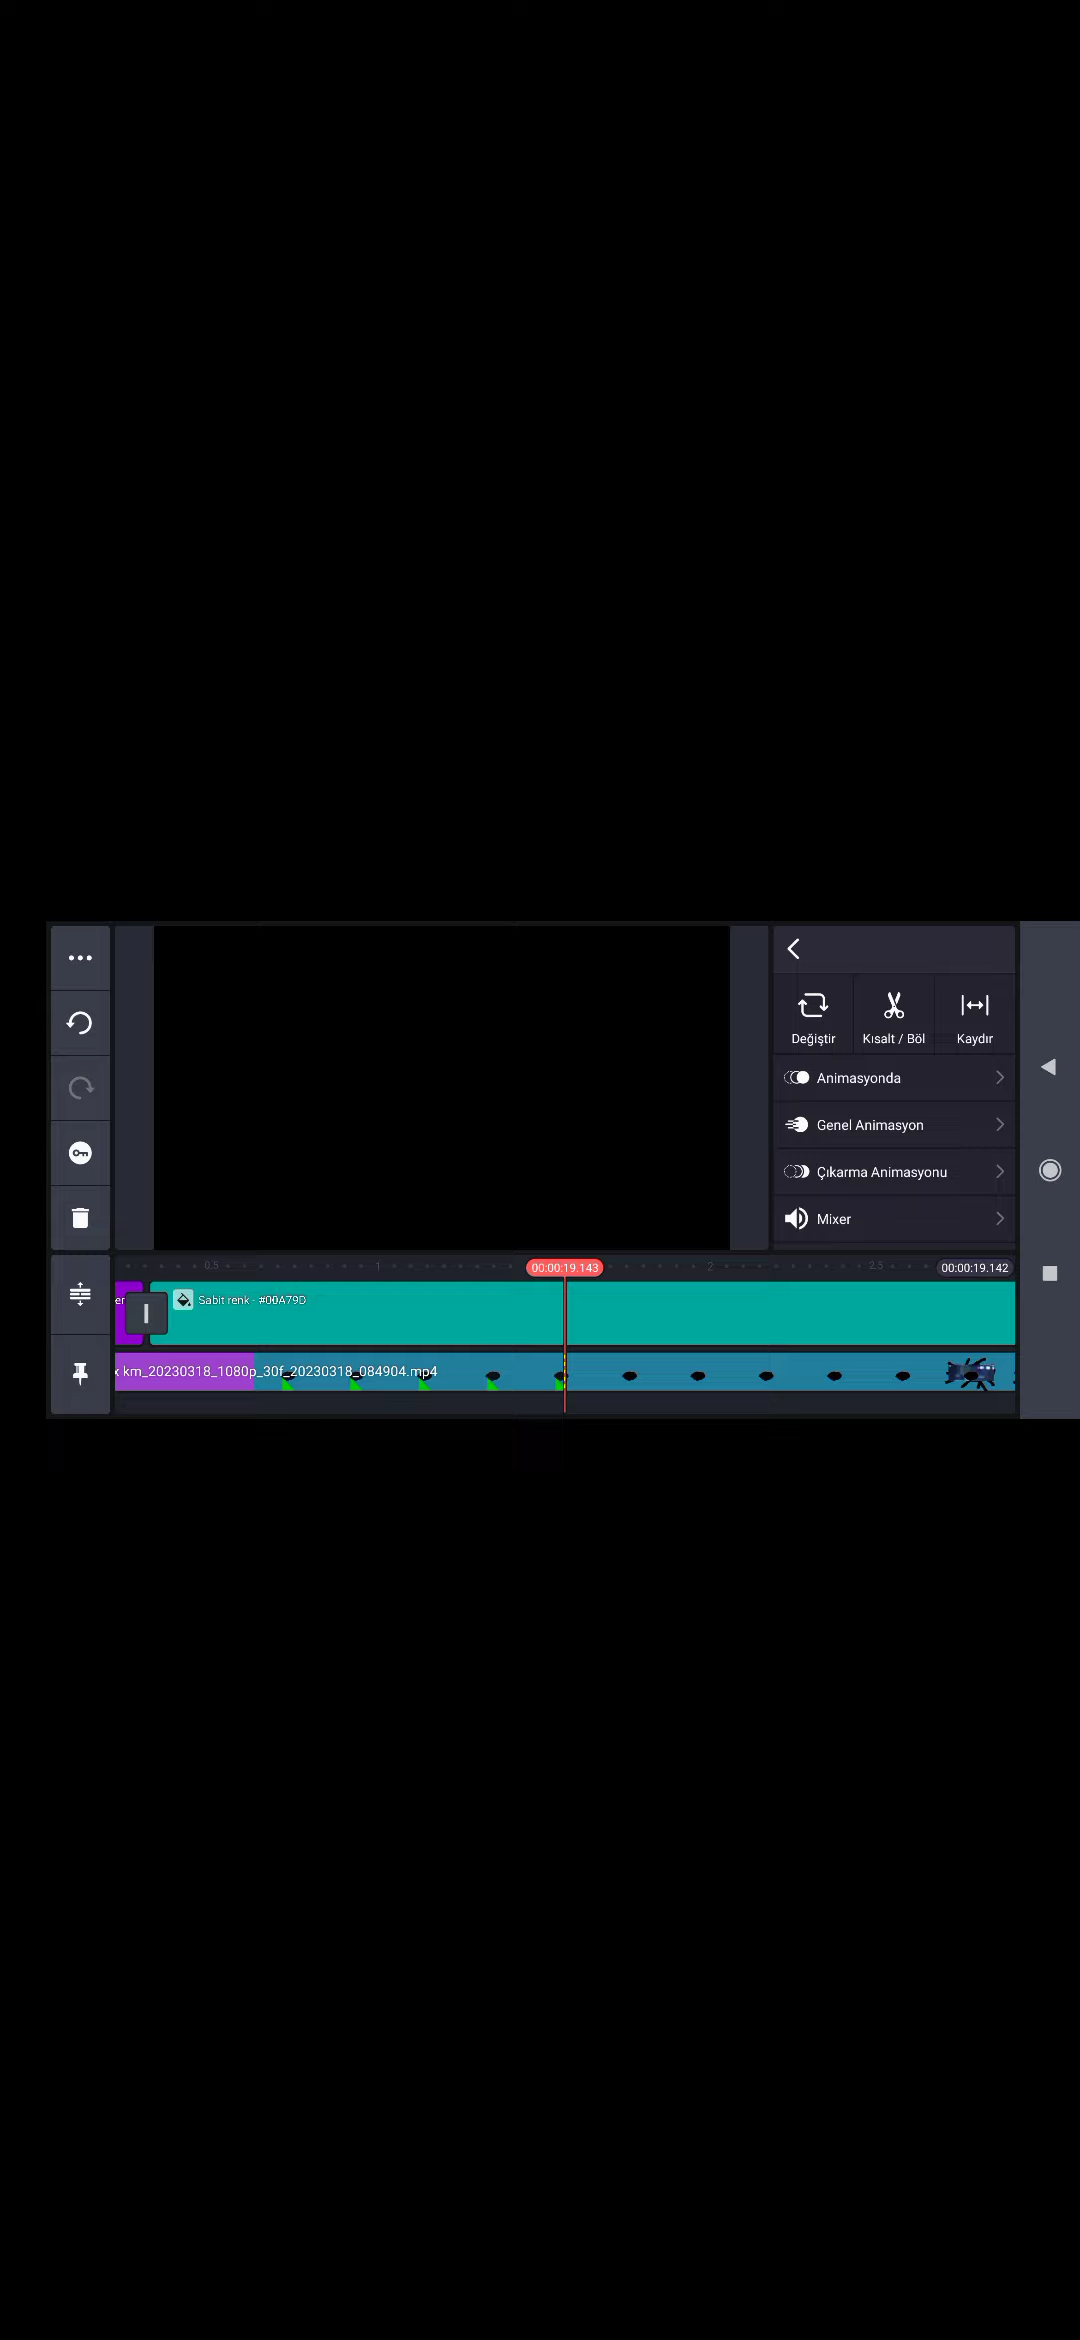 Değiştir
Kısalt / Böl
Kaydır
Animasyonda
Genel Animasyon
Çıkarma Animasyonu
Mixer
0.5
1
00:00:19.143
2
2.5
00:00:19.142
er
Sabit renk - #00A79D
x km_20230318_1080p_30f_20230318_084904.mp4